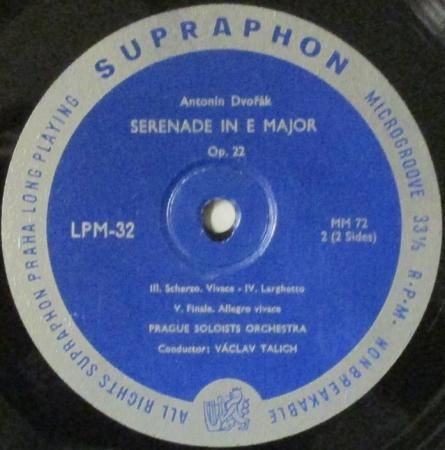 SUPRAPHON
MICROGROOVE 33⅓ R·P·M· NONBREAKABLE
ALL RIGHTS SUPRAPHON PRAHA-LONG PLAYING
Antonín Dvořák
SERENADE IN E MAJOR
Op. 22
LPM-32
MM 72
2 (2 Sides)
III. Scherzo. Vivace - IV. Larghetto
V. Finale. Allegro vivace
PRAGUE SOLOISTS ORCHESTRA
Conductor: VÁCLAV TALICH